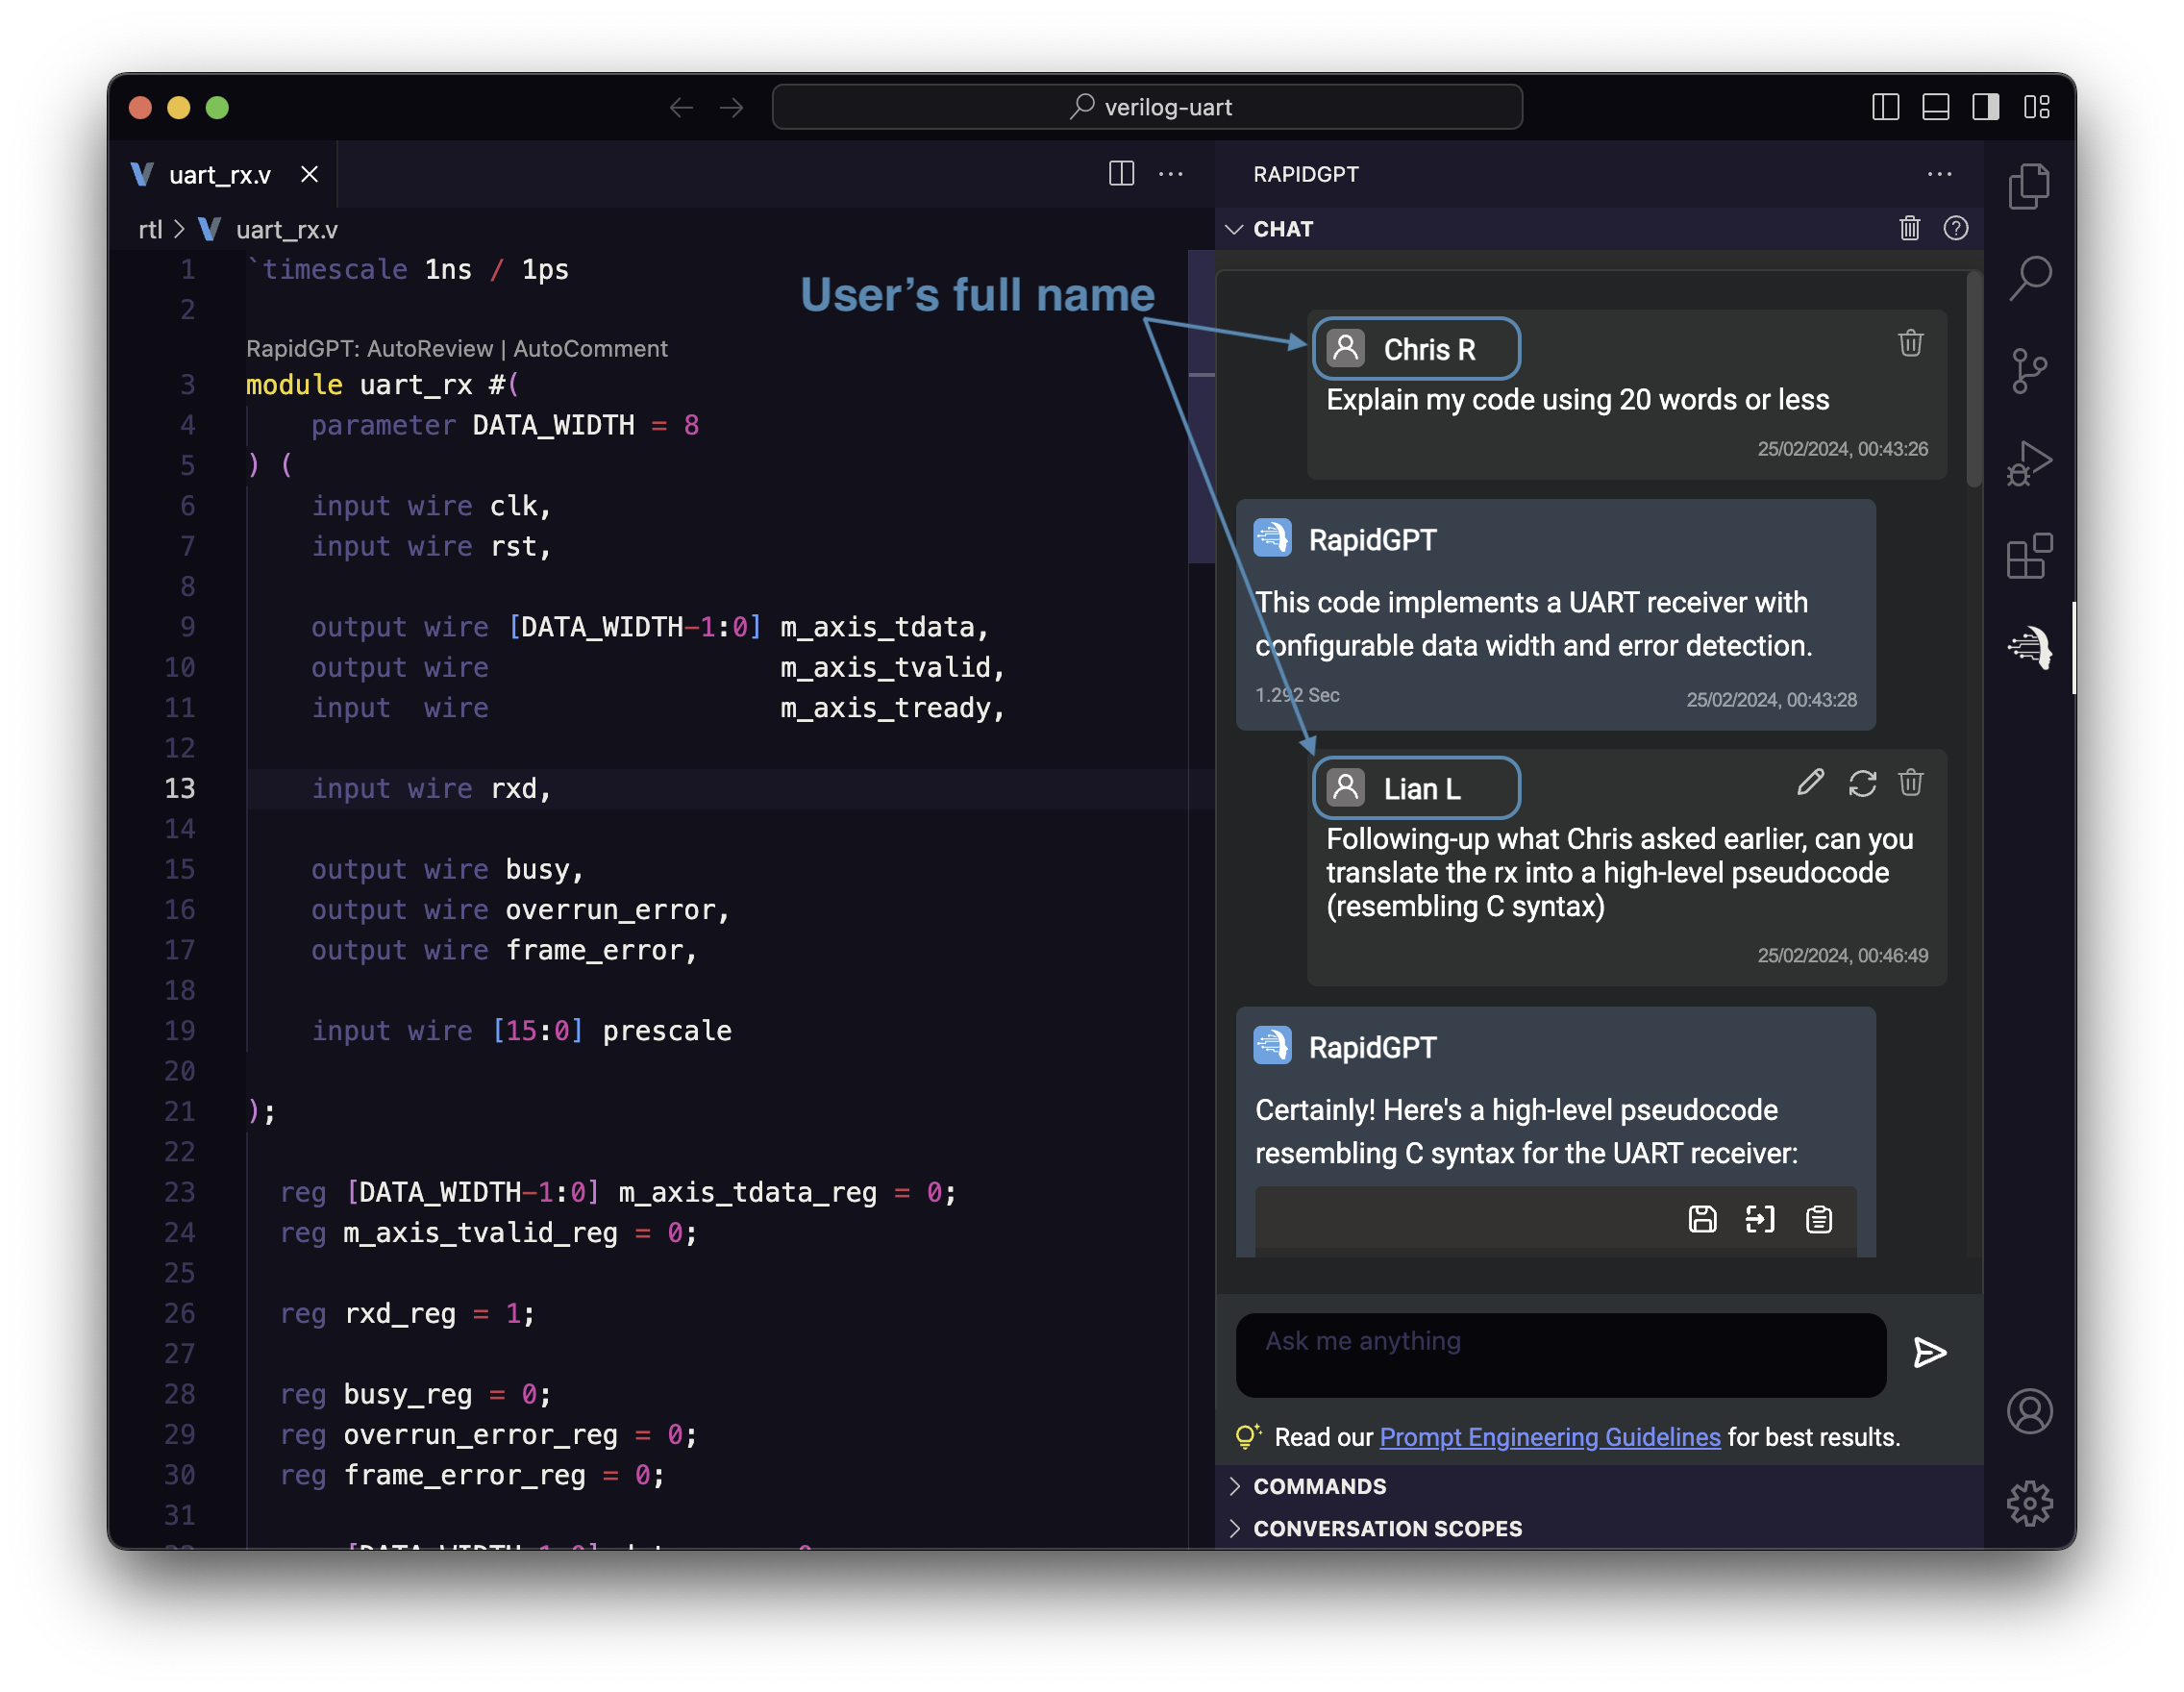 verilog-uart
uart_rx.v
rtl > uart_rx.v
1 `timescale 1ns / 1ps
2
RapidGPT: AutoReview | AutoComment
3 module uart_rx #(
4 parameter DATA_WIDTH = 8
5 ) (
6 input wire clk,
7 input wire rst,
8
9 output wire [DATA_WIDTH-1:0] m_axis_tdata,
10 output wire m_axis_tvalid,
11 input wire m_axis_tready,
12
13 input wire rxd,
14
15 output wire busy,
16 output wire overrun_error,
17 output wire frame_error,
18
19 input wire [15:0] prescale
20
21 );
22
23 reg [DATA_WIDTH-1:0] m_axis_tdata_reg = 0;
24 reg m_axis_tvalid_reg = 0;
25
26 reg rxd_reg = 1;
27
28 reg busy_reg = 0;
29 reg overrun_error_reg = 0;
30 reg frame_error_reg = 0;
31
User's full name
RAPIDGPT
CHAT
Chris R
Explain my code using 20 words or less
25/02/2024, 00:43:26
RapidGPT
This code implements a UART receiver with
configurable data width and error detection.
1.292 Sec
25/02/2024, 00:43:28
Lian L
Following-up what Chris asked earlier, can you
translate the rx into a high-level pseudocode
(resembling C syntax)
25/02/2024, 00:46:49
RapidGPT
Certainly! Here's a high-level pseudocode
resembling C syntax for the UART receiver:
Ask me anything
Read our Prompt Engineering Guidelines for best results.
COMMANDS
CONVERSATION SCOPES